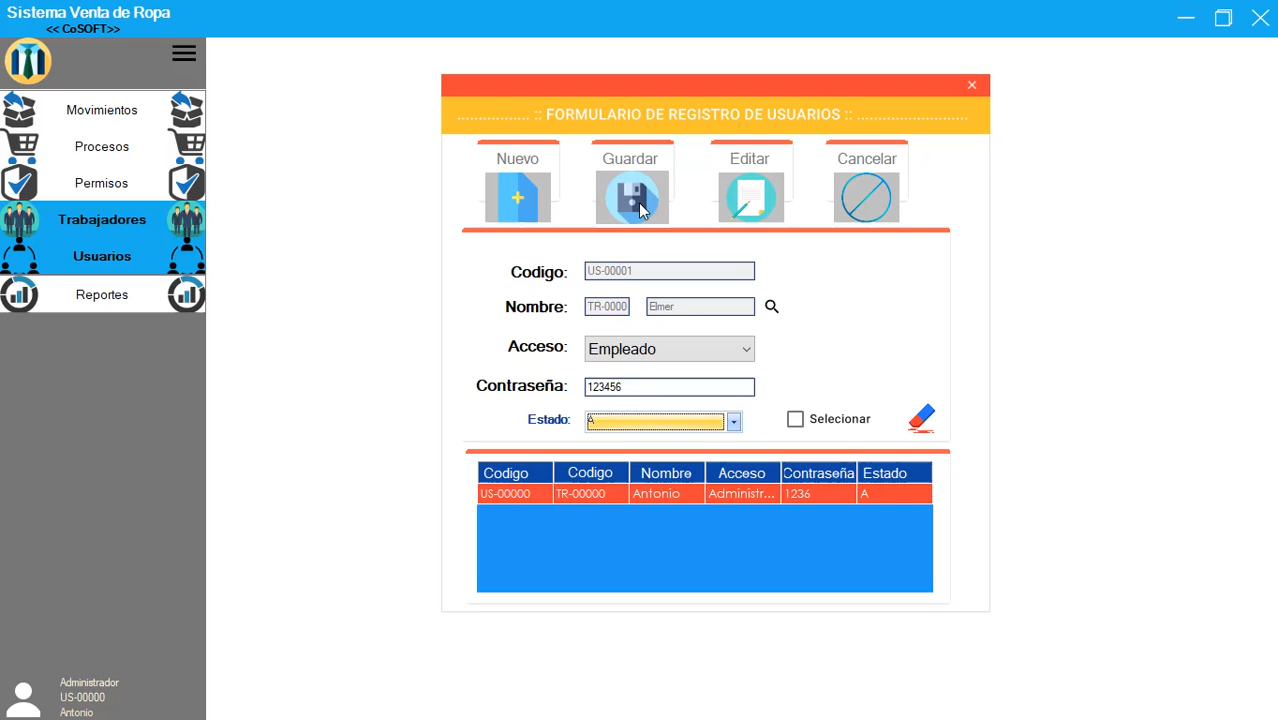 Sistema Venta de Ropa
<< CoSOFT>>
Movimientos
Procesos
Permisos
Trabajadores
Usuarios
Reportes
Administrador
US-00000
Antonio
.................. :: FORMULARIO DE REGISTRO DE USUARIOS :: ...........................
Nuevo Guardar Editar Cancelar
Codigo: US-00001
Nombre: TR-0000 Elmer
Acceso: Empleado
Contraseña: 123456
Estado: A Selecionar
Codigo Codigo Nombre Acceso Contraseña Estado
US-00000 TR-00000 Antonio Administr... 1236 A